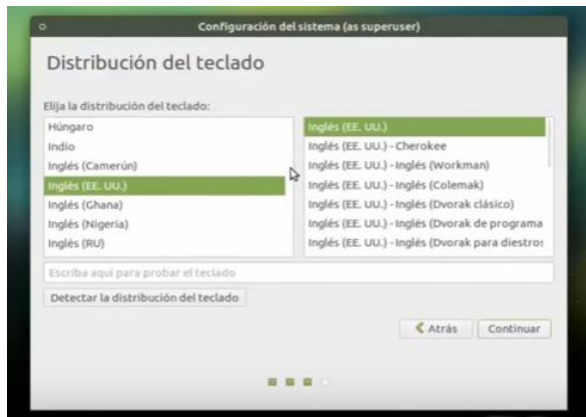 Configuración del sistema (as superuser)
Distribución del teclado
Elija la distribución del teclado:
Húngaro
Indio
Inglés (Camerún)
Inglés (EE. UU.)
Inglés (Ghana)
Inglés (Nigeria)
Inglés (RU)
Inglés (EE. UU.)
Inglés (EE. UU.) - Cherokee
Inglés (EE. UU.) - Inglés (Workman)
Inglés (EE. UU.) - Inglés (Colemak)
Inglés (EE. UU.) - Inglés (Dvorak clásico)
Inglés (EE. UU.) - Inglés (Dvorak de programa
Inglés (EE. UU.) - Inglés (Dvorak para diestros
Escriba aquí para probar el teclado
Detectar la distribución del teclado
Atrás Continuar